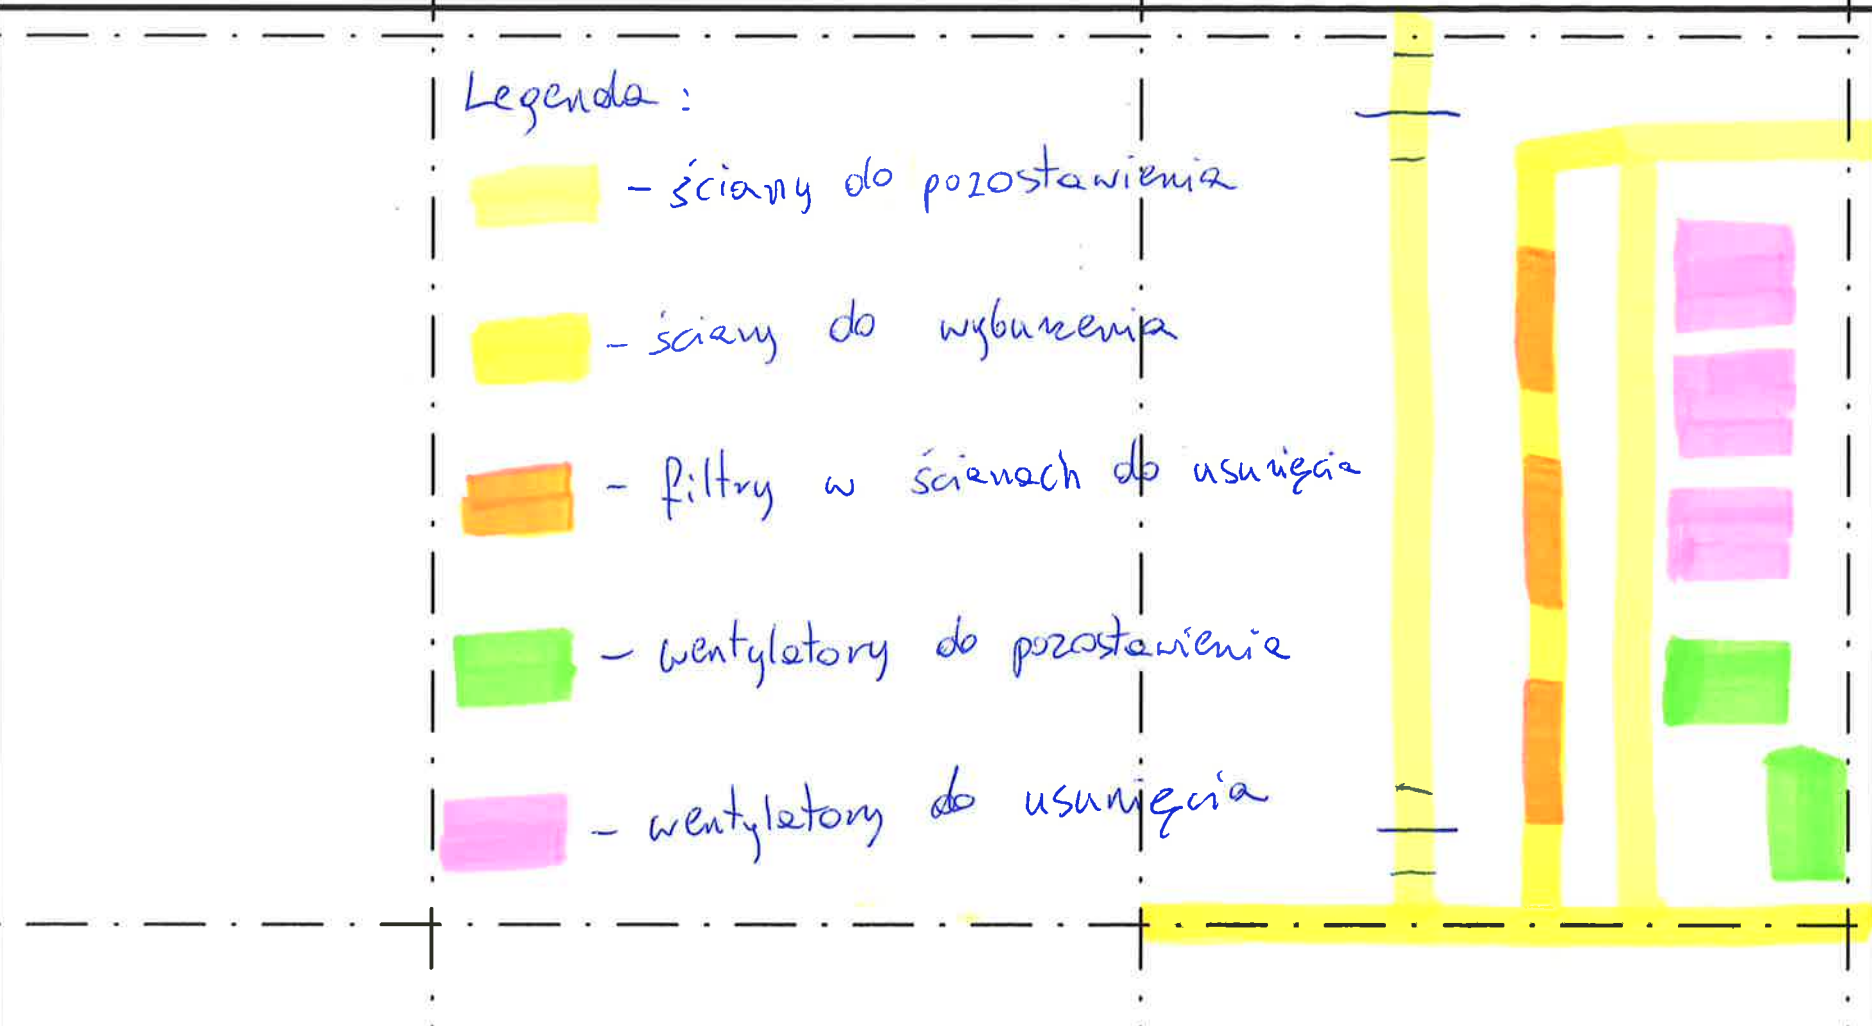 Legenda :
- ściany do pozostawienia
- ściany do wyburzenia
- filtry w ścianach do usunięcia
- wentylatory do pozostawienia
- wentylatory do usunięcia